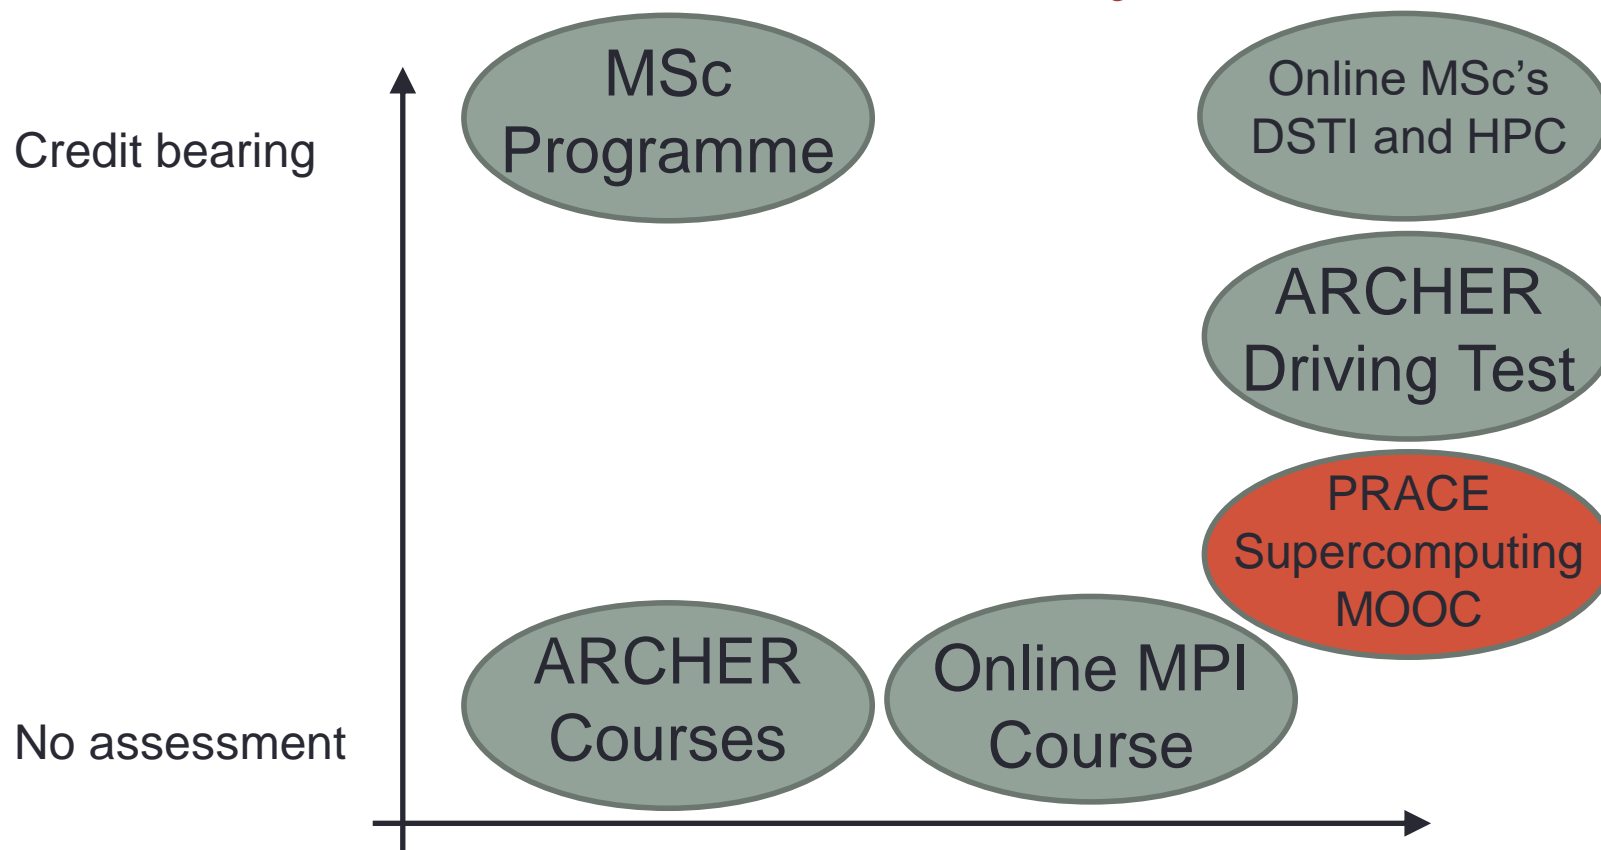 Credit bearing
MSc
Programme
Online MSc’s
DSTI and HPC
ARCHER
Driving Test
PRACE
Supercomputing
MOOC
ARCHER
Courses
Online MPI
Course
No assessment